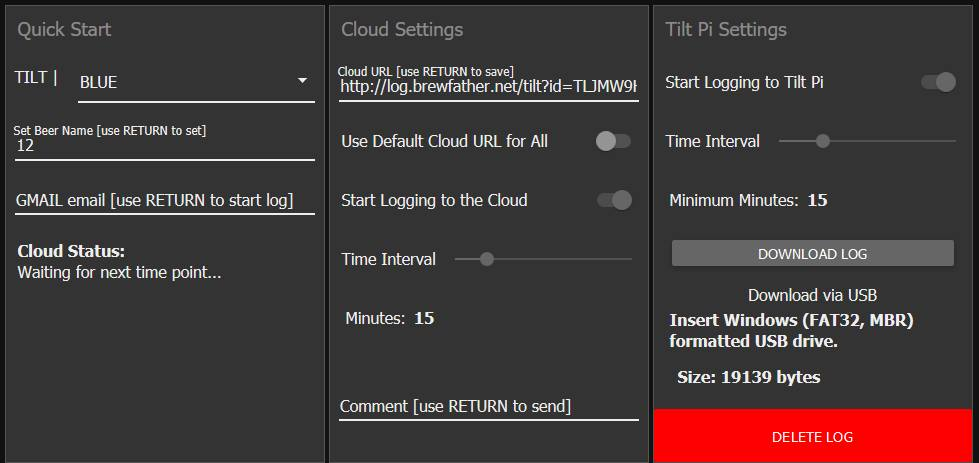 Quick Start
TILT |
BLUE
Set Beer Name [use RETURN to set]
12
GMAIL email [use RETURN to start log]
Cloud Status:
Waiting for next time point...
Cloud Settings
Cloud URL [use RETURN to save]
http://log.brewfather.net/tilt?id=TLJMW9
Use Default Cloud URL for All
Start Logging to the Cloud
Time Interval
Minutes: 15
Comment [use RETURN to send]
Tilt Pi Settings
Start Logging to Tilt Pi
Time Interval
Minimum Minutes: 15
DOWNLOAD LOG
Download via USB
Insert Windows (FAT32, MBR)
formatted USB drive.
Size: 19139 bytes
DELETE LOG